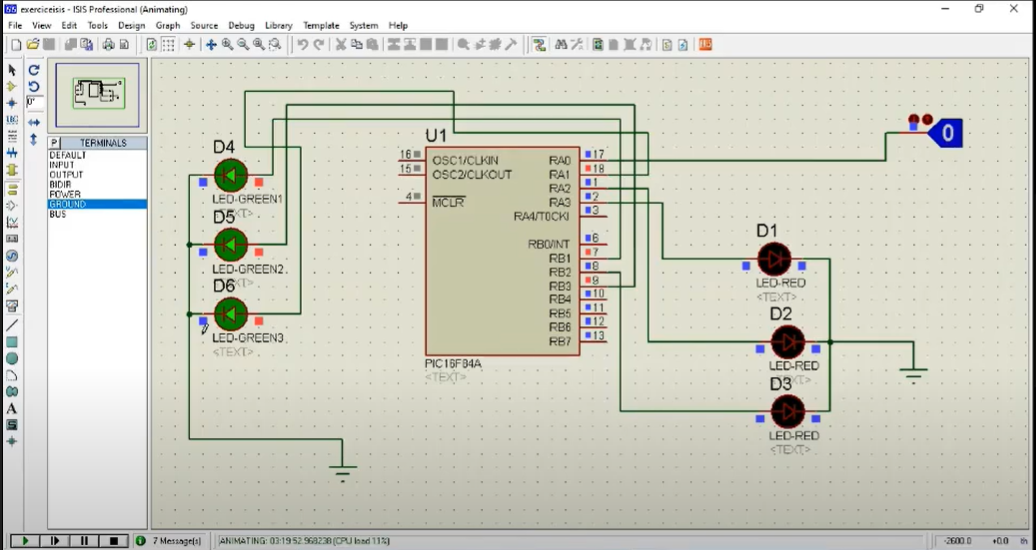 exerciceisis - ISIS Professional (Animating)
File View Edit Tools Design Graph Source Debug Library Template System Help
P TERMINALS
DEFAULT
INPUT
OUTPUT
BIDIR
POWER
GROUND
BUS
D4
LED-GREEN1
<TEXT>
D5
LED-GREEN2
<TEXT>
D6
LED-GREEN3
<TEXT>
U1
16 OSC1/CLKIN
15 OSC2/CLKOUT
4 MCLR
RA0 17
RA1 18
RA2 1
RA3 2
RA4/T0CKI 3
RB0/INT 6
RB1 7
RB2 8
RB3 9
RB4 10
RB5 11
RB6 12
RB7 13
PIC16F84A
<TEXT>
0
D1
LED-RED
<TEXT>
D2
LED-RED
<TEXT>
D3
LED-RED
<TEXT>
7 Message(s) ANIMATING: 03:19:52.968238 (CPU load 11%) -2600.0 +0.0 th